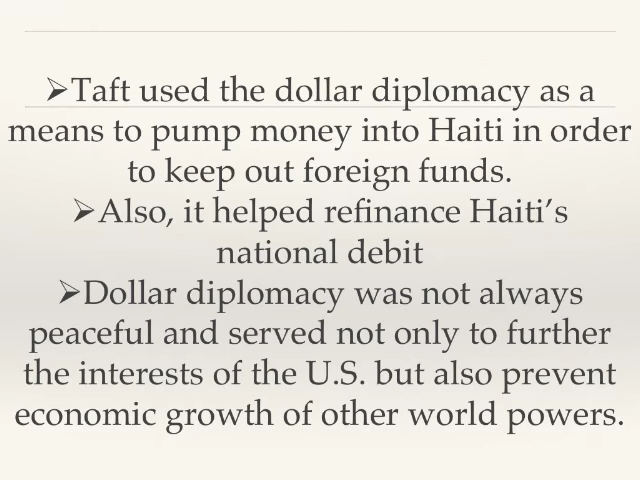 ➢Taft used the dollar diplomacy as a
means to pump money into Haiti in order
to keep out foreign funds.
➢Also, it helped refinance Haiti’s
national debit
➢Dollar diplomacy was not always
peaceful and served not only to further
the interests of the U.S. but also prevent
economic growth of other world powers.